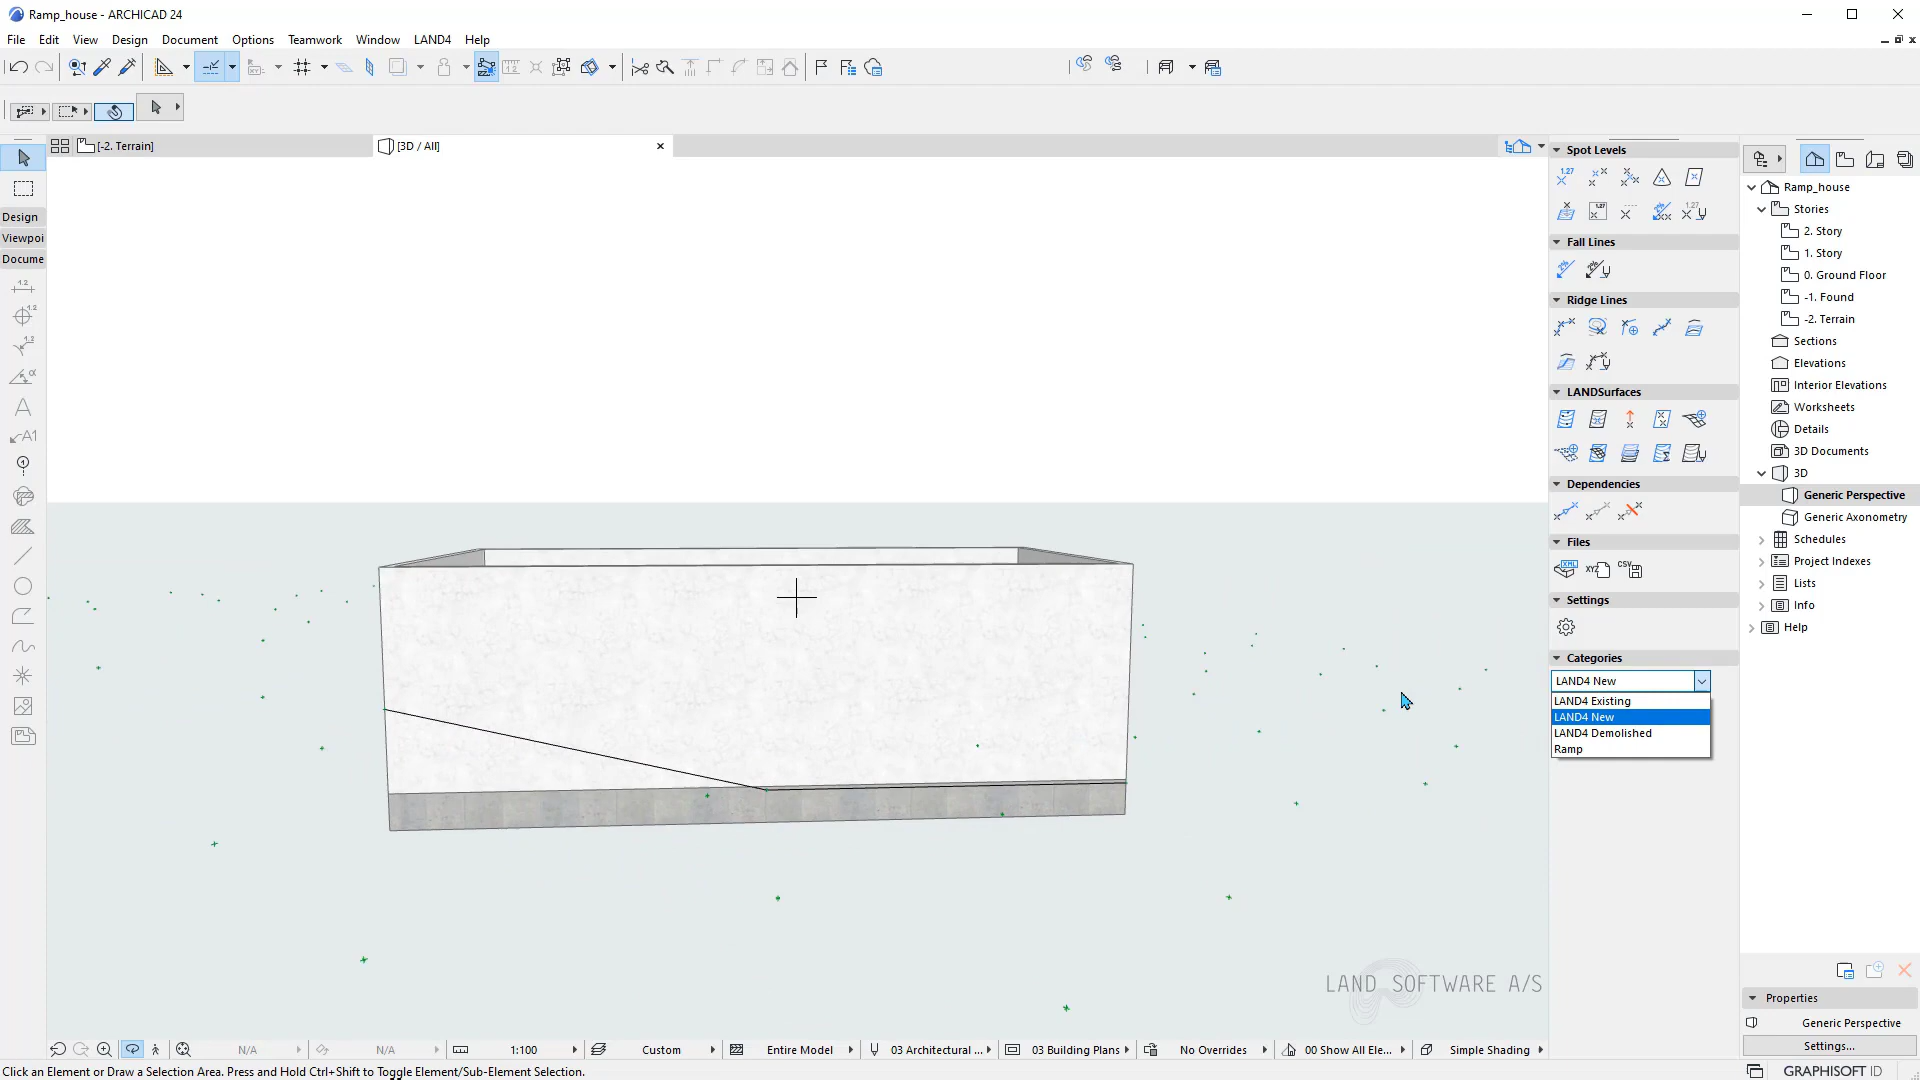 Ramp_house - ARCHICAD 24
File Edit View Design Document Options Teamwork Window LAND4 Help
[-2. Terrain]
[3D / All]
Design
Viewpoi
Docume
Spot Levels
Fall Lines
Ridge Lines
LANDSurfaces
Dependencies
Files
Settings
Categories
LAND4 New
LAND4 Existing
LAND4 New
LAND4 Demolished
Ramp
Ramp_house
Stories
2. Story
1. Story
0. Ground Floor
-1. Found
-2. Terrain
Sections
Elevations
Interior Elevations
Worksheets
Details
3D Documents
3D
Generic Perspective
Generic Axonometry
Schedules
Project Indexes
Lists
Info
Help
LAND SOFTWARE A/S
Properties
Generic Perspective
Settings...
N/A N/A 1:100 Custom Entire Model 03 Architectural ... 03 Building Plans No Overrides 00 Show All Ele... Simple Shading
Click an Element or Draw a Selection Area. Press and Hold Ctrl+Shift to Toggle Element/Sub-Element Selection.
GRAPHISOFT ID